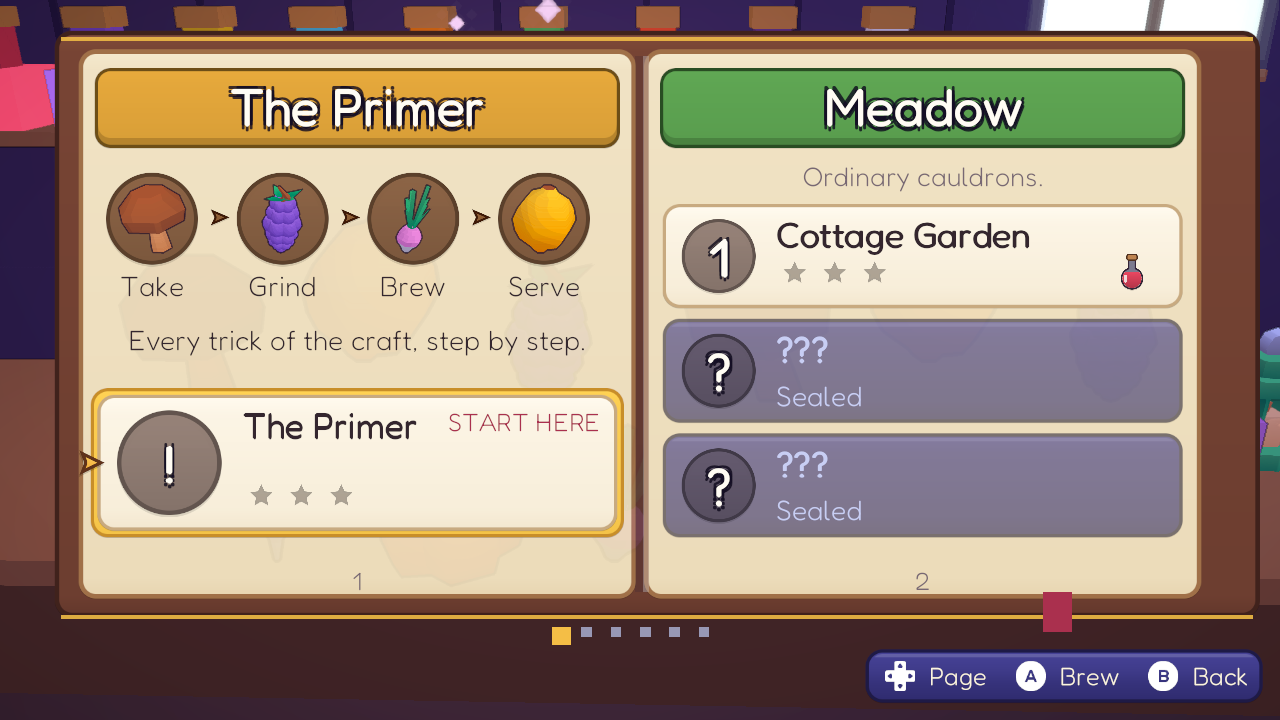 The Primer
Take
Grind
Brew
Serve
Every trick of the craft, step by step.
!
The Primer
START HERE
1
Meadow
Ordinary cauldrons.
1
Cottage Garden
?
???
Sealed
?
???
Sealed
2
Page
A
Brew
B
Back